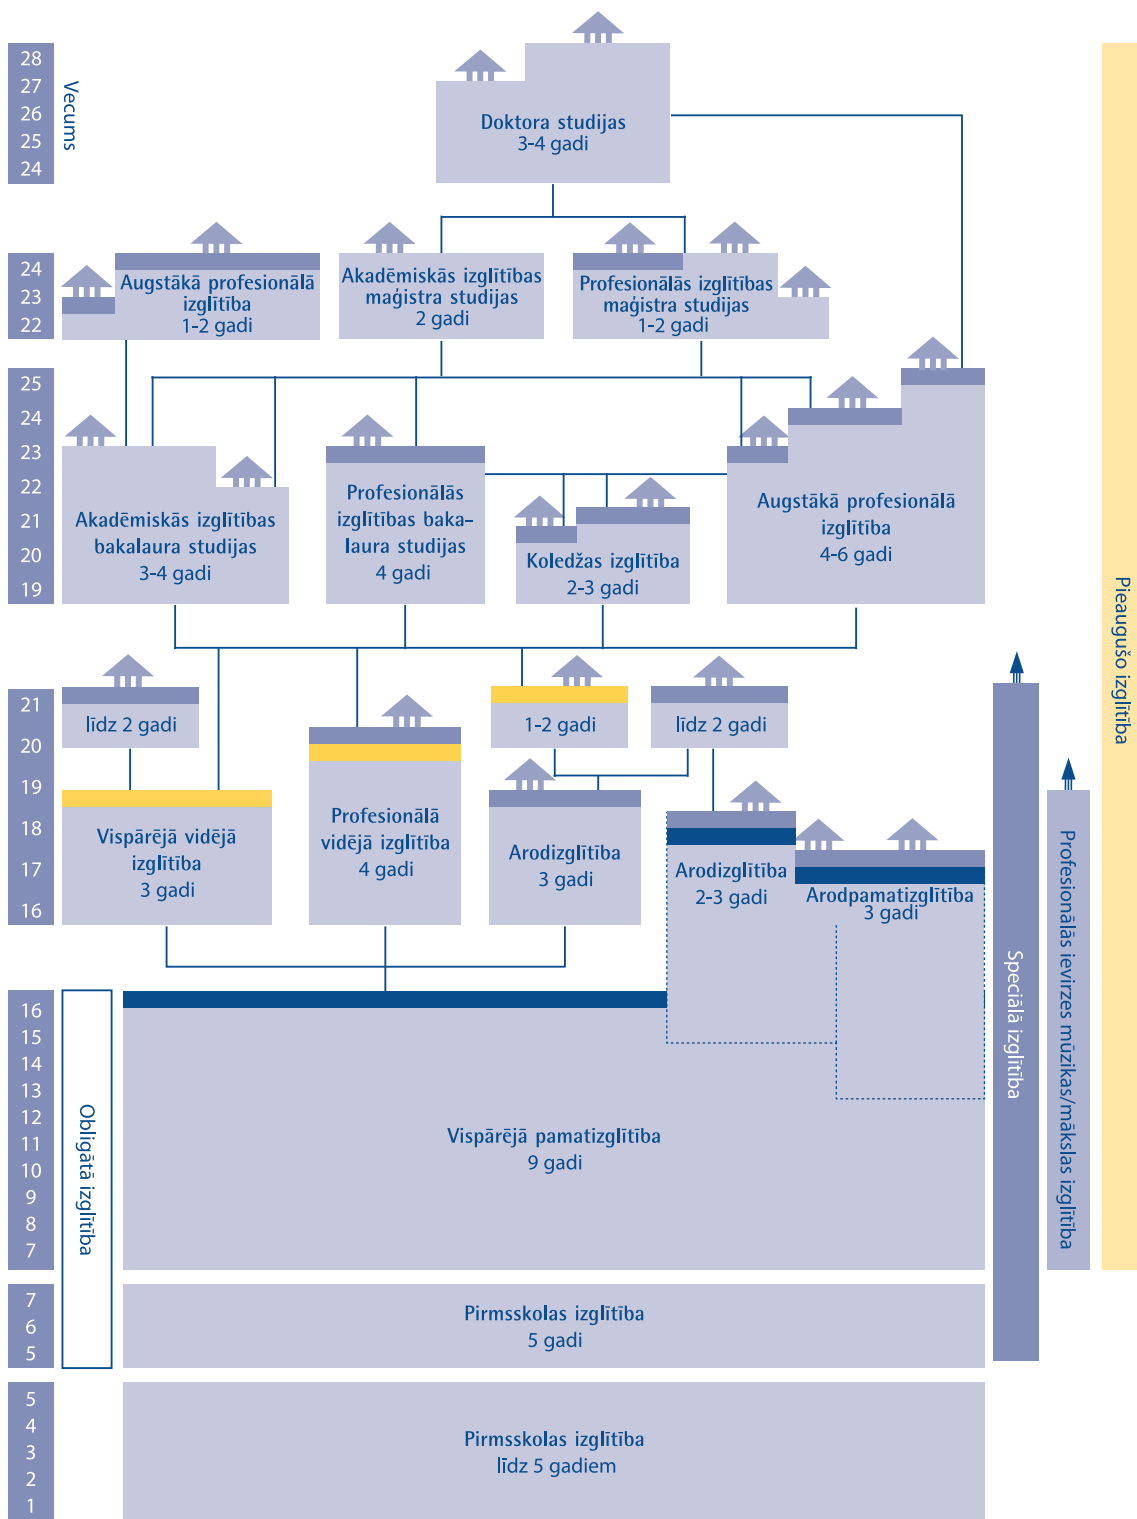 28
27
26
25
24
Vecums
Doktora studijas
3-4 gadi
24
23
22
Augstākā profesionālā
izglītība
1-2 gadi
Akadēmiskās izglītības
maģistra studijas
2 gadi
Profesionālās izglītības
maģistra studijas
1-2 gadi
25
24
23
22
21
20
19
Akadēmiskās izglītības
bakalaura studijas
3-4 gadi
Profesionālās
izglītības baka-
laura studijas
4 gadi
Koledžas izglītība
2-3 gadi
Augstākā profesionālā
izglītība
4-6 gadi
21
20
19
18
17
16
līdz 2 gadi
Vispārējā vidējā
izglītība
3 gadi
Profesionālā
vidējā izglītība
4 gadi
1-2 gadi
līdz 2 gadi
Arodizglītība
3 gadi
Arodizglītība
2-3 gadi
Arodpamatizglītība
3 gadi
16
15
14
13
12
11
10
9
8
7
Obligātā izglītība
Vispārējā pamatizglītība
9 gadi
7
6
5
Pirmsskolas izglītība
5 gadi
5
4
3
2
1
Pirmsskolas izglītība
līdz 5 gadiem
Speciālā izglītība
Profesionālās ievirzes mūzikas/mākslas izglītība
Pieaugušo izglītība